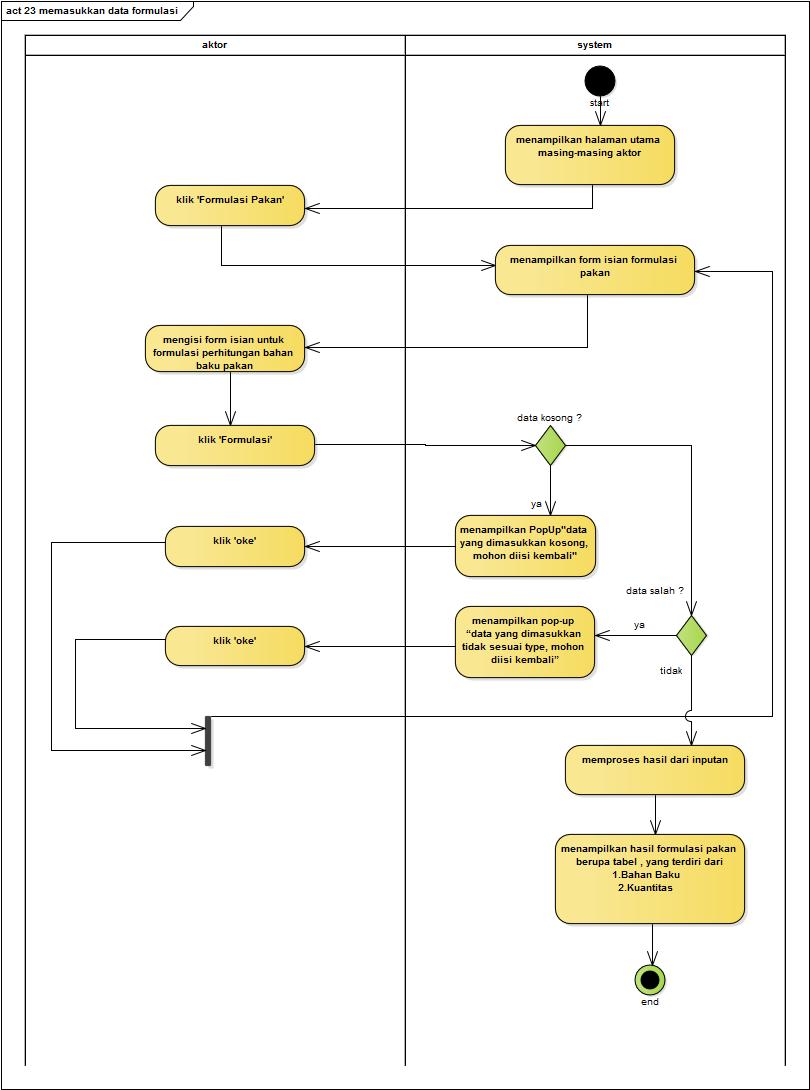 act 23 memasukkan data formulasi
aktor
system
start
menampilkan halaman utama
masing-masing aktor
klik 'Formulasi Pakan'
menampilkan form isian formulasi
pakan
mengisi form isian untuk
formulasi perhitungan bahan
baku pakan
data kosong ?
klik 'Formulasi'
ya
menampilkan PopUp"data
yang dimasukkan kosong,
mohon diisi kembali"
klik 'oke'
data salah ?
ya
menampilkan pop-up
“data yang dimasukkan
tidak sesuai type, mohon
diisi kembali”
klik 'oke'
tidak
memproses hasil dari inputan
menampilkan hasil formulasi pakan
berupa tabel , yang terdiri dari
1.Bahan Baku
2.Kuantitas
end